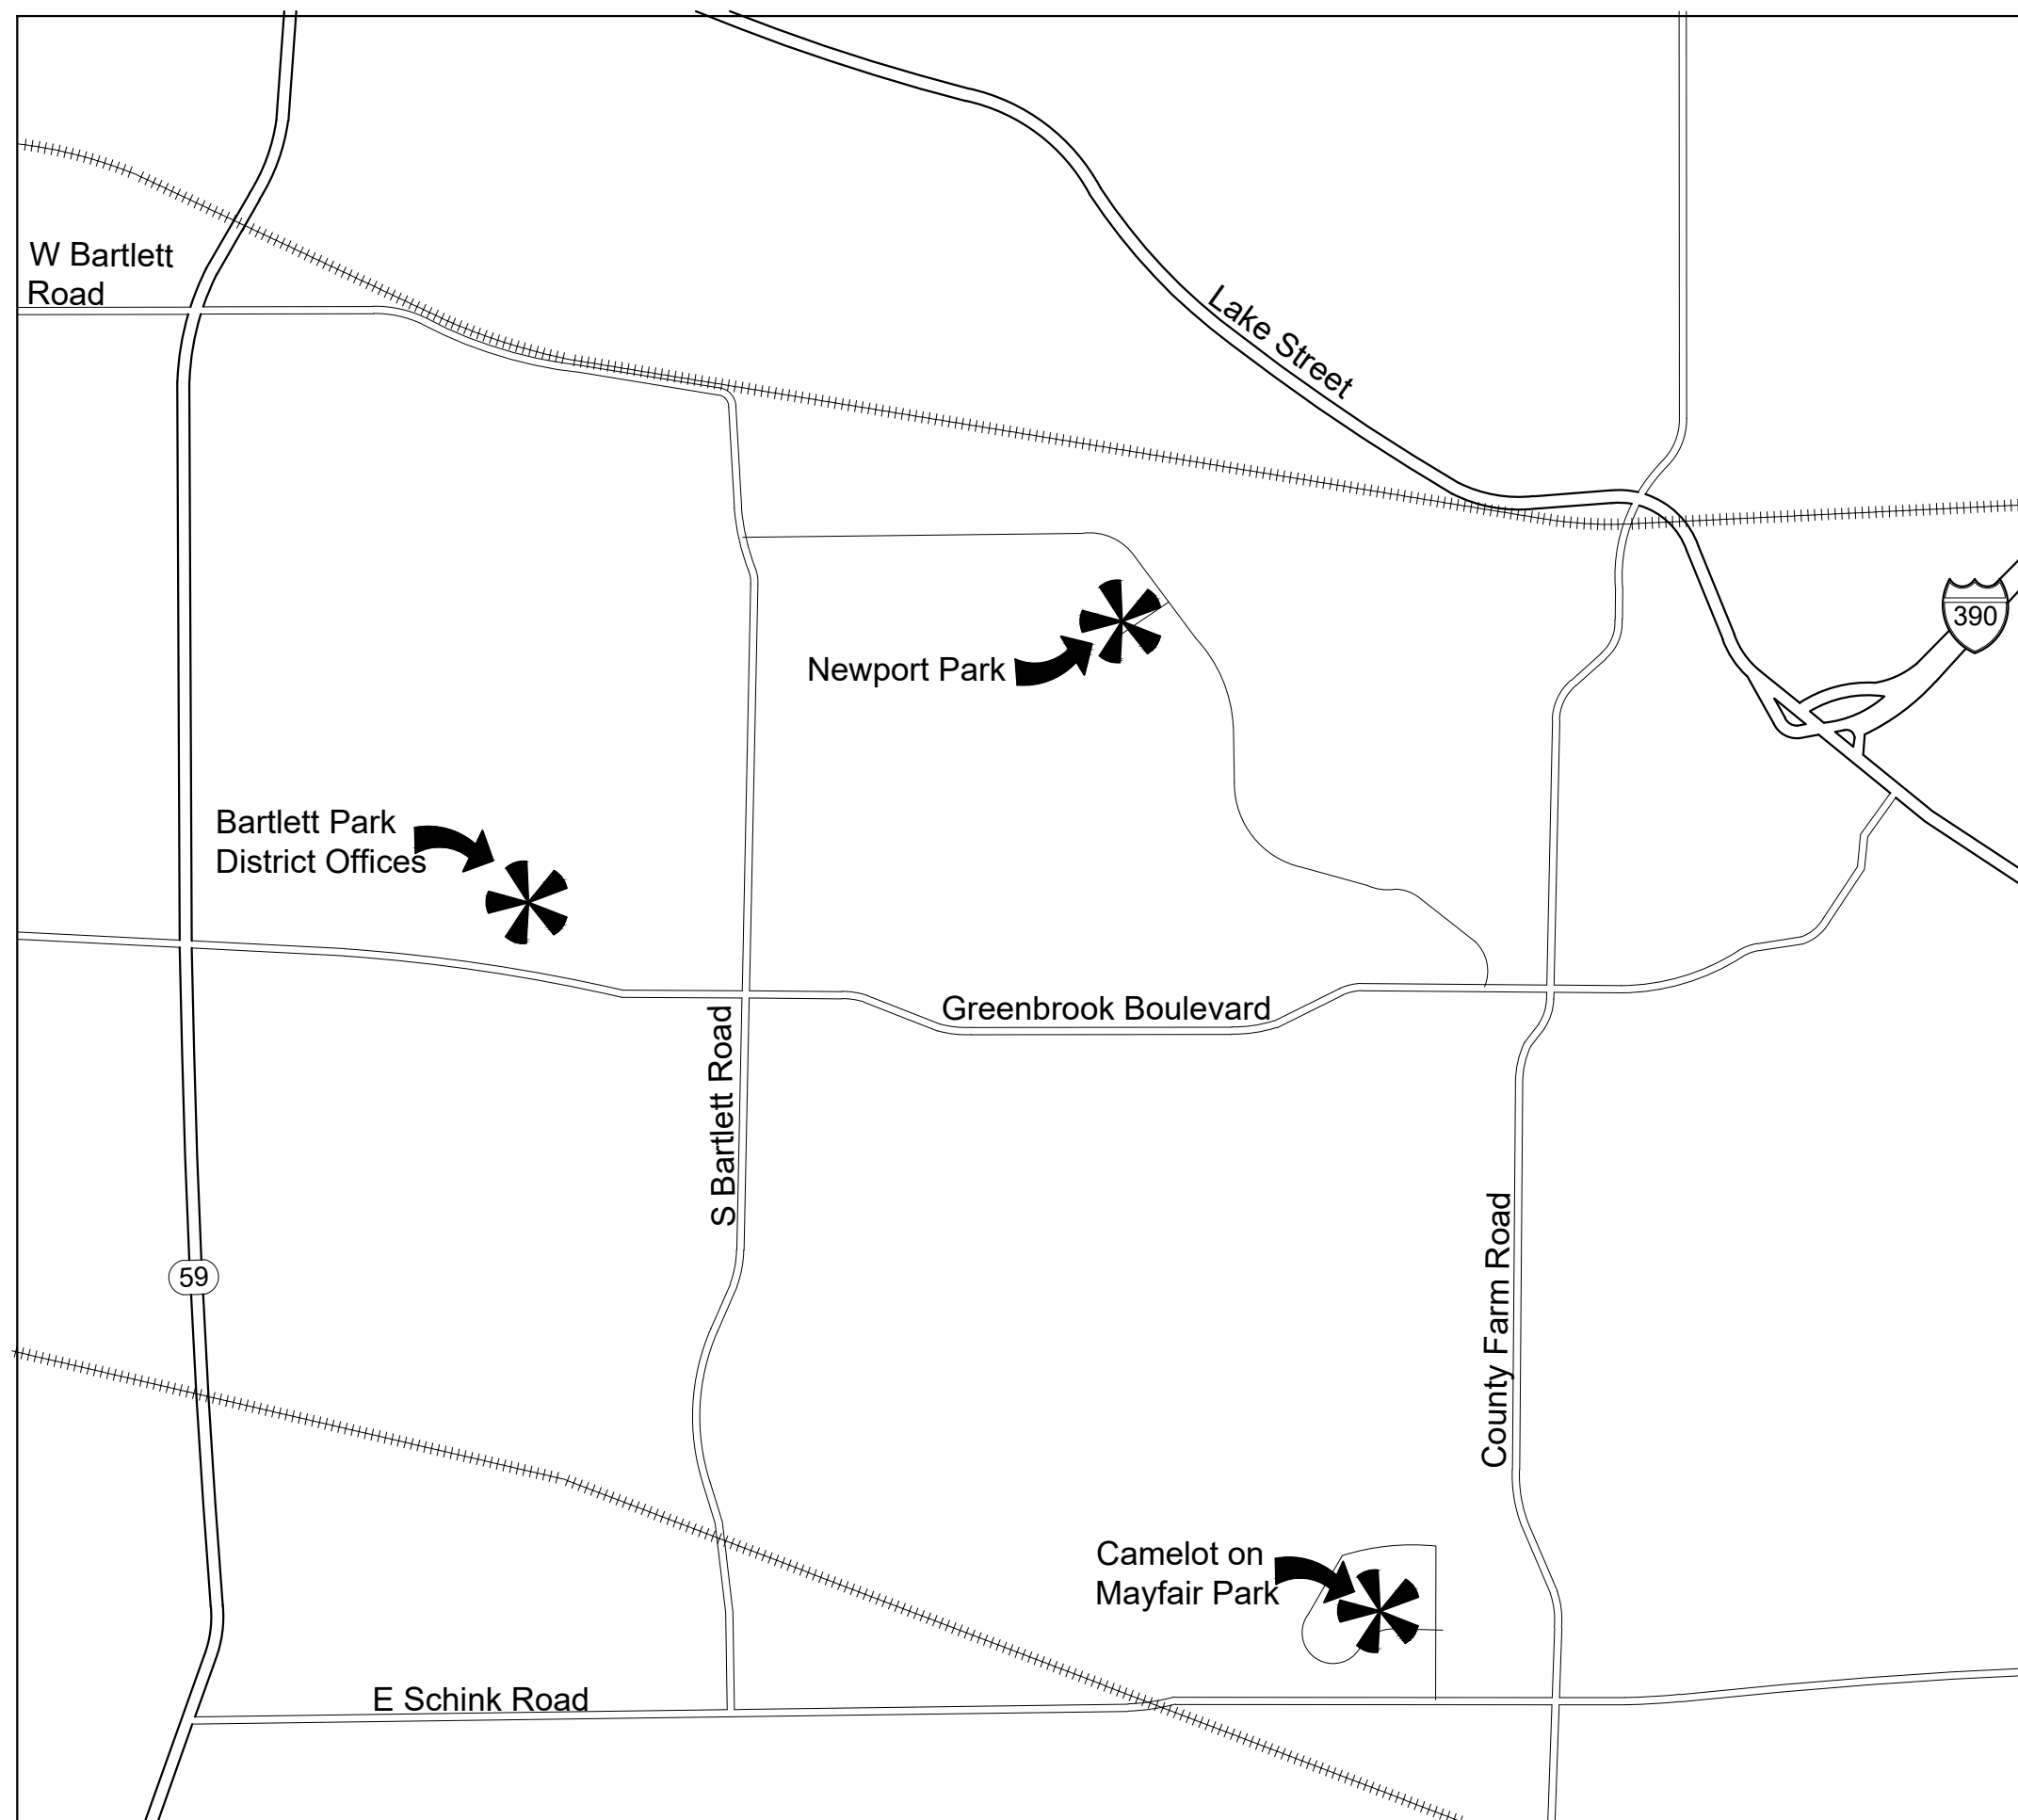 W Bartlett
Road
Lake Street
390
Newport Park
Bartlett Park
District Offices
Greenbrook Boulevard
S Bartlett Road
County Farm Road
59
Camelot on
Mayfair Park
E Schink Road